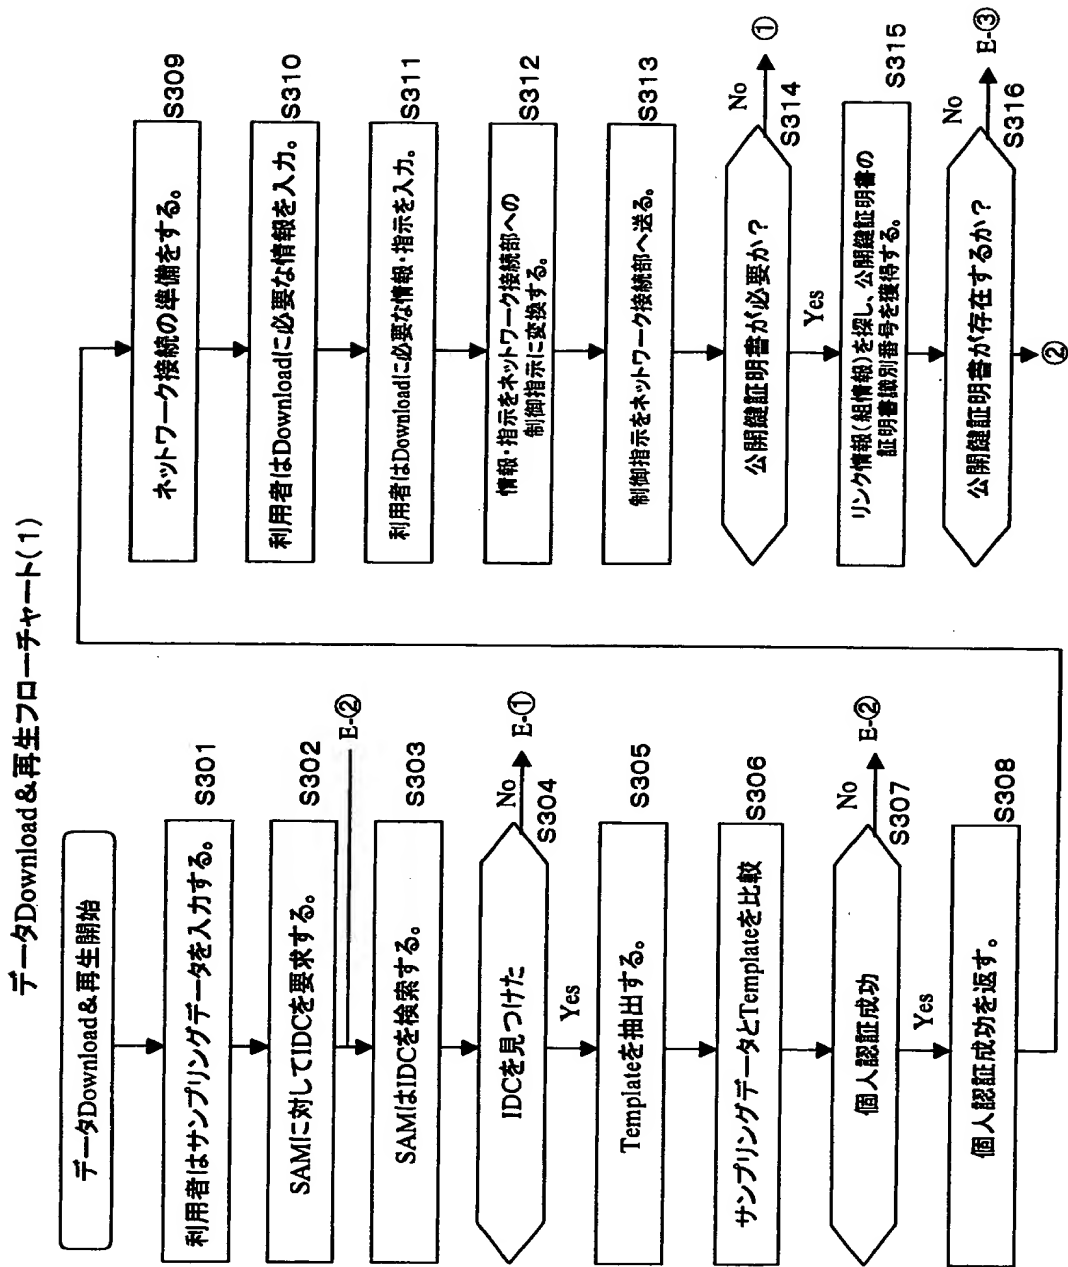 データDownload&再生フローチャート(1)
データDownload&再生開始
利用者はサンプリングデータを入力する。
S301
SAMに対してIDCを要求する。
S302
E-②
SAMはIDCを検索する。
S303
IDCを見つけた
No
E-①
S304
Yes
Templateを抽出する。
S305
サンプリングデータとTemplateを比較
S306
個人認証成功
No
E-②
S307
Yes
個人認証成功を返す。
S308
ネットワーク接続の準備をする。
S309
利用者はDownloadに必要な情報を入力。
S310
利用者はDownloadに必要な情報・指示を入力。
S311
情報・指示をネットワーク接続部への
制御指示に変換する。
S312
制御指示をネットワーク接続部へ送る。
S313
公開鍵証明書が必要か?
No
①
S314
Yes
リンク情報(組情報)を探し、公開鍵証明書の
証明書識別番号を獲得する。
S315
公開鍵証明書が存在するか?
No
E-③
S316
②